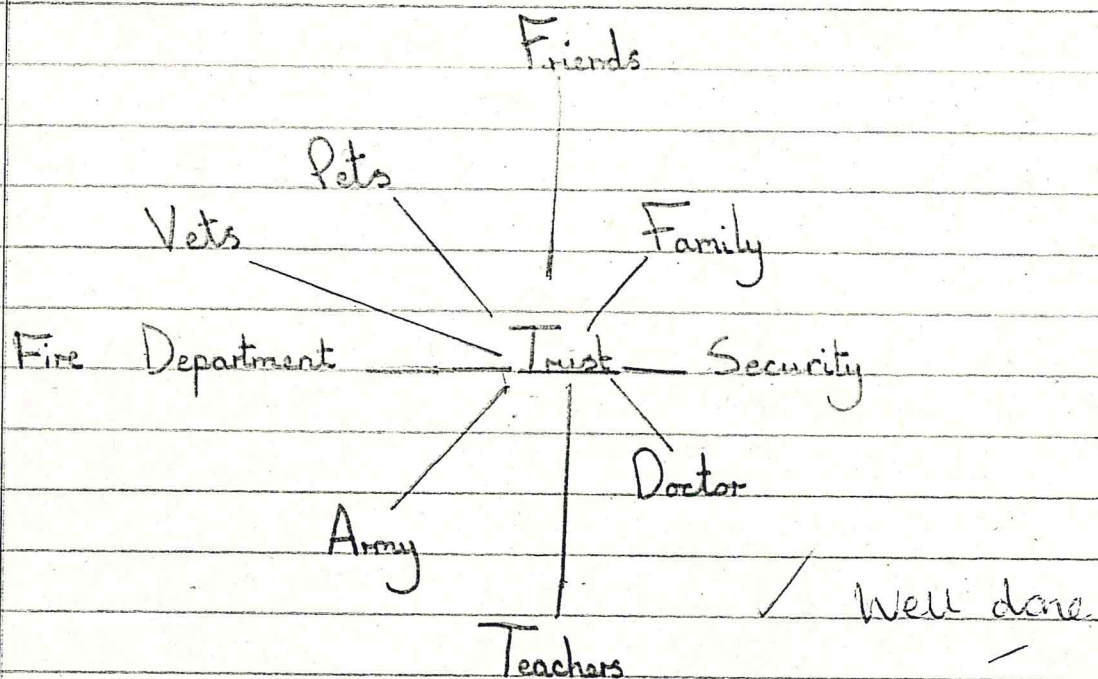 Friends
Pets
Vets
Family
Fire Department
Trust
Security
Doctor
Army
Well done
Teachers